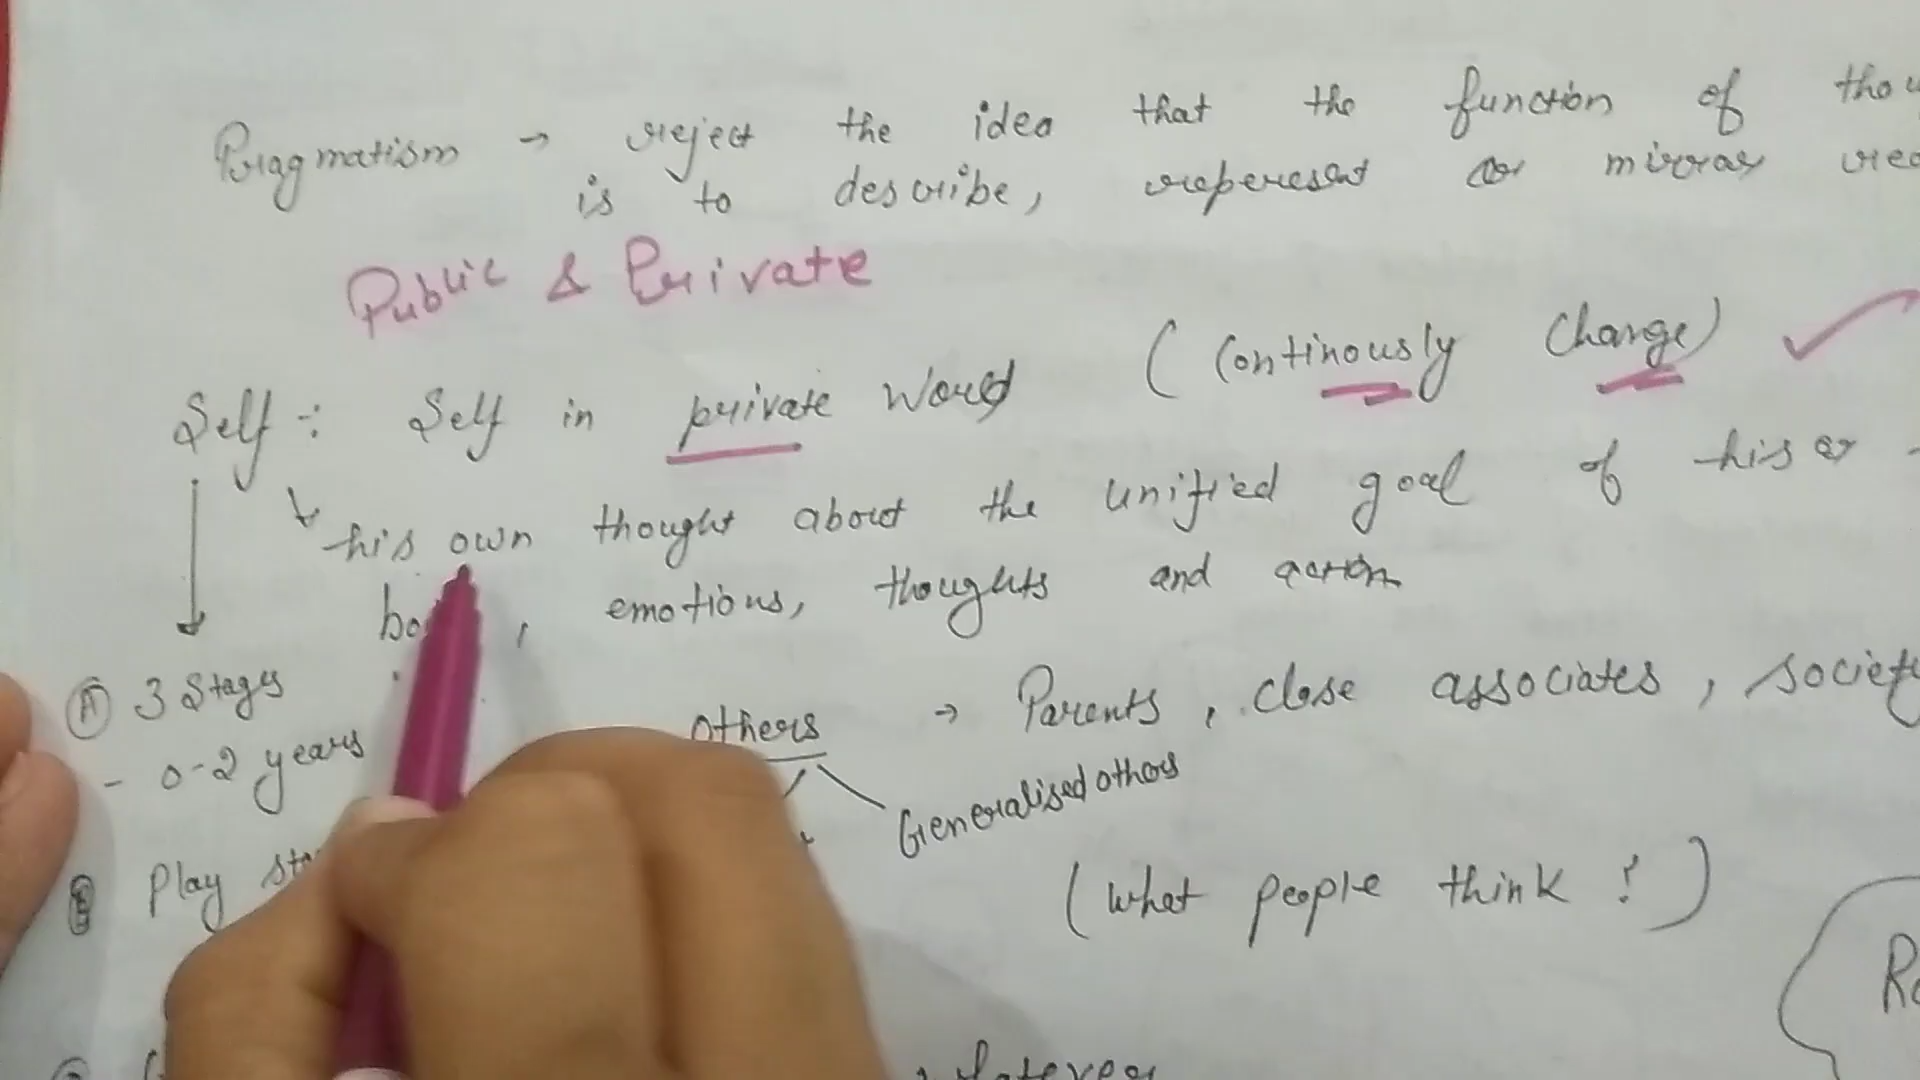 Pragmatism → reject the idea that the function of
is to describe, represent or mirror
Public & Private
Self :- Self in private World (Continously Change)
his own thought about the unified goal of his or
emotions, thoughts and action
A 3 Stages
- 0-2 years
Others → Parents, close associates, society
Generalised others
B Play
(what people think ?)